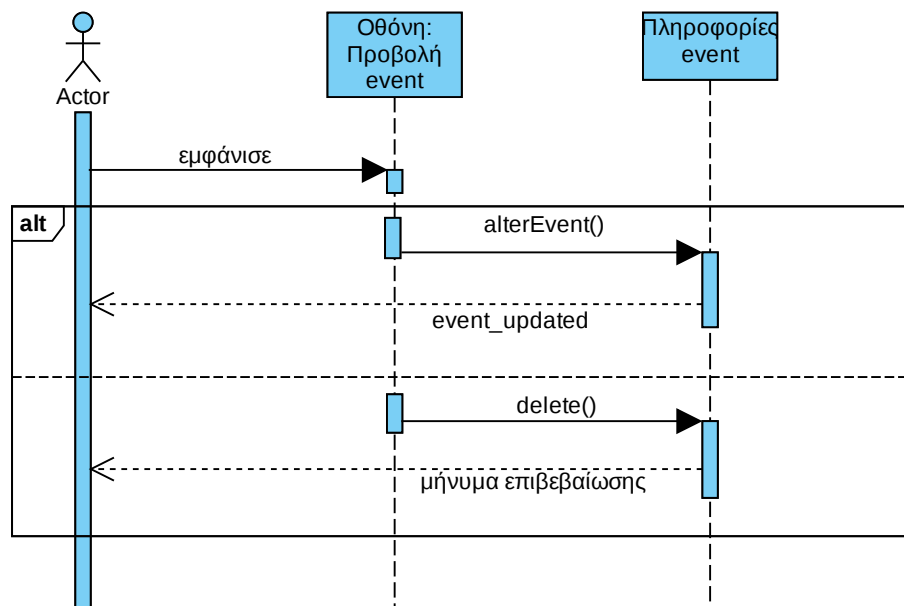 Οθόνη:
Προβολή
event
Πληροφορίες
event
Actor
εμφάνισε
alt
alterEvent()
event_updated
delete()
μήνυμα επιβεβαίωσης